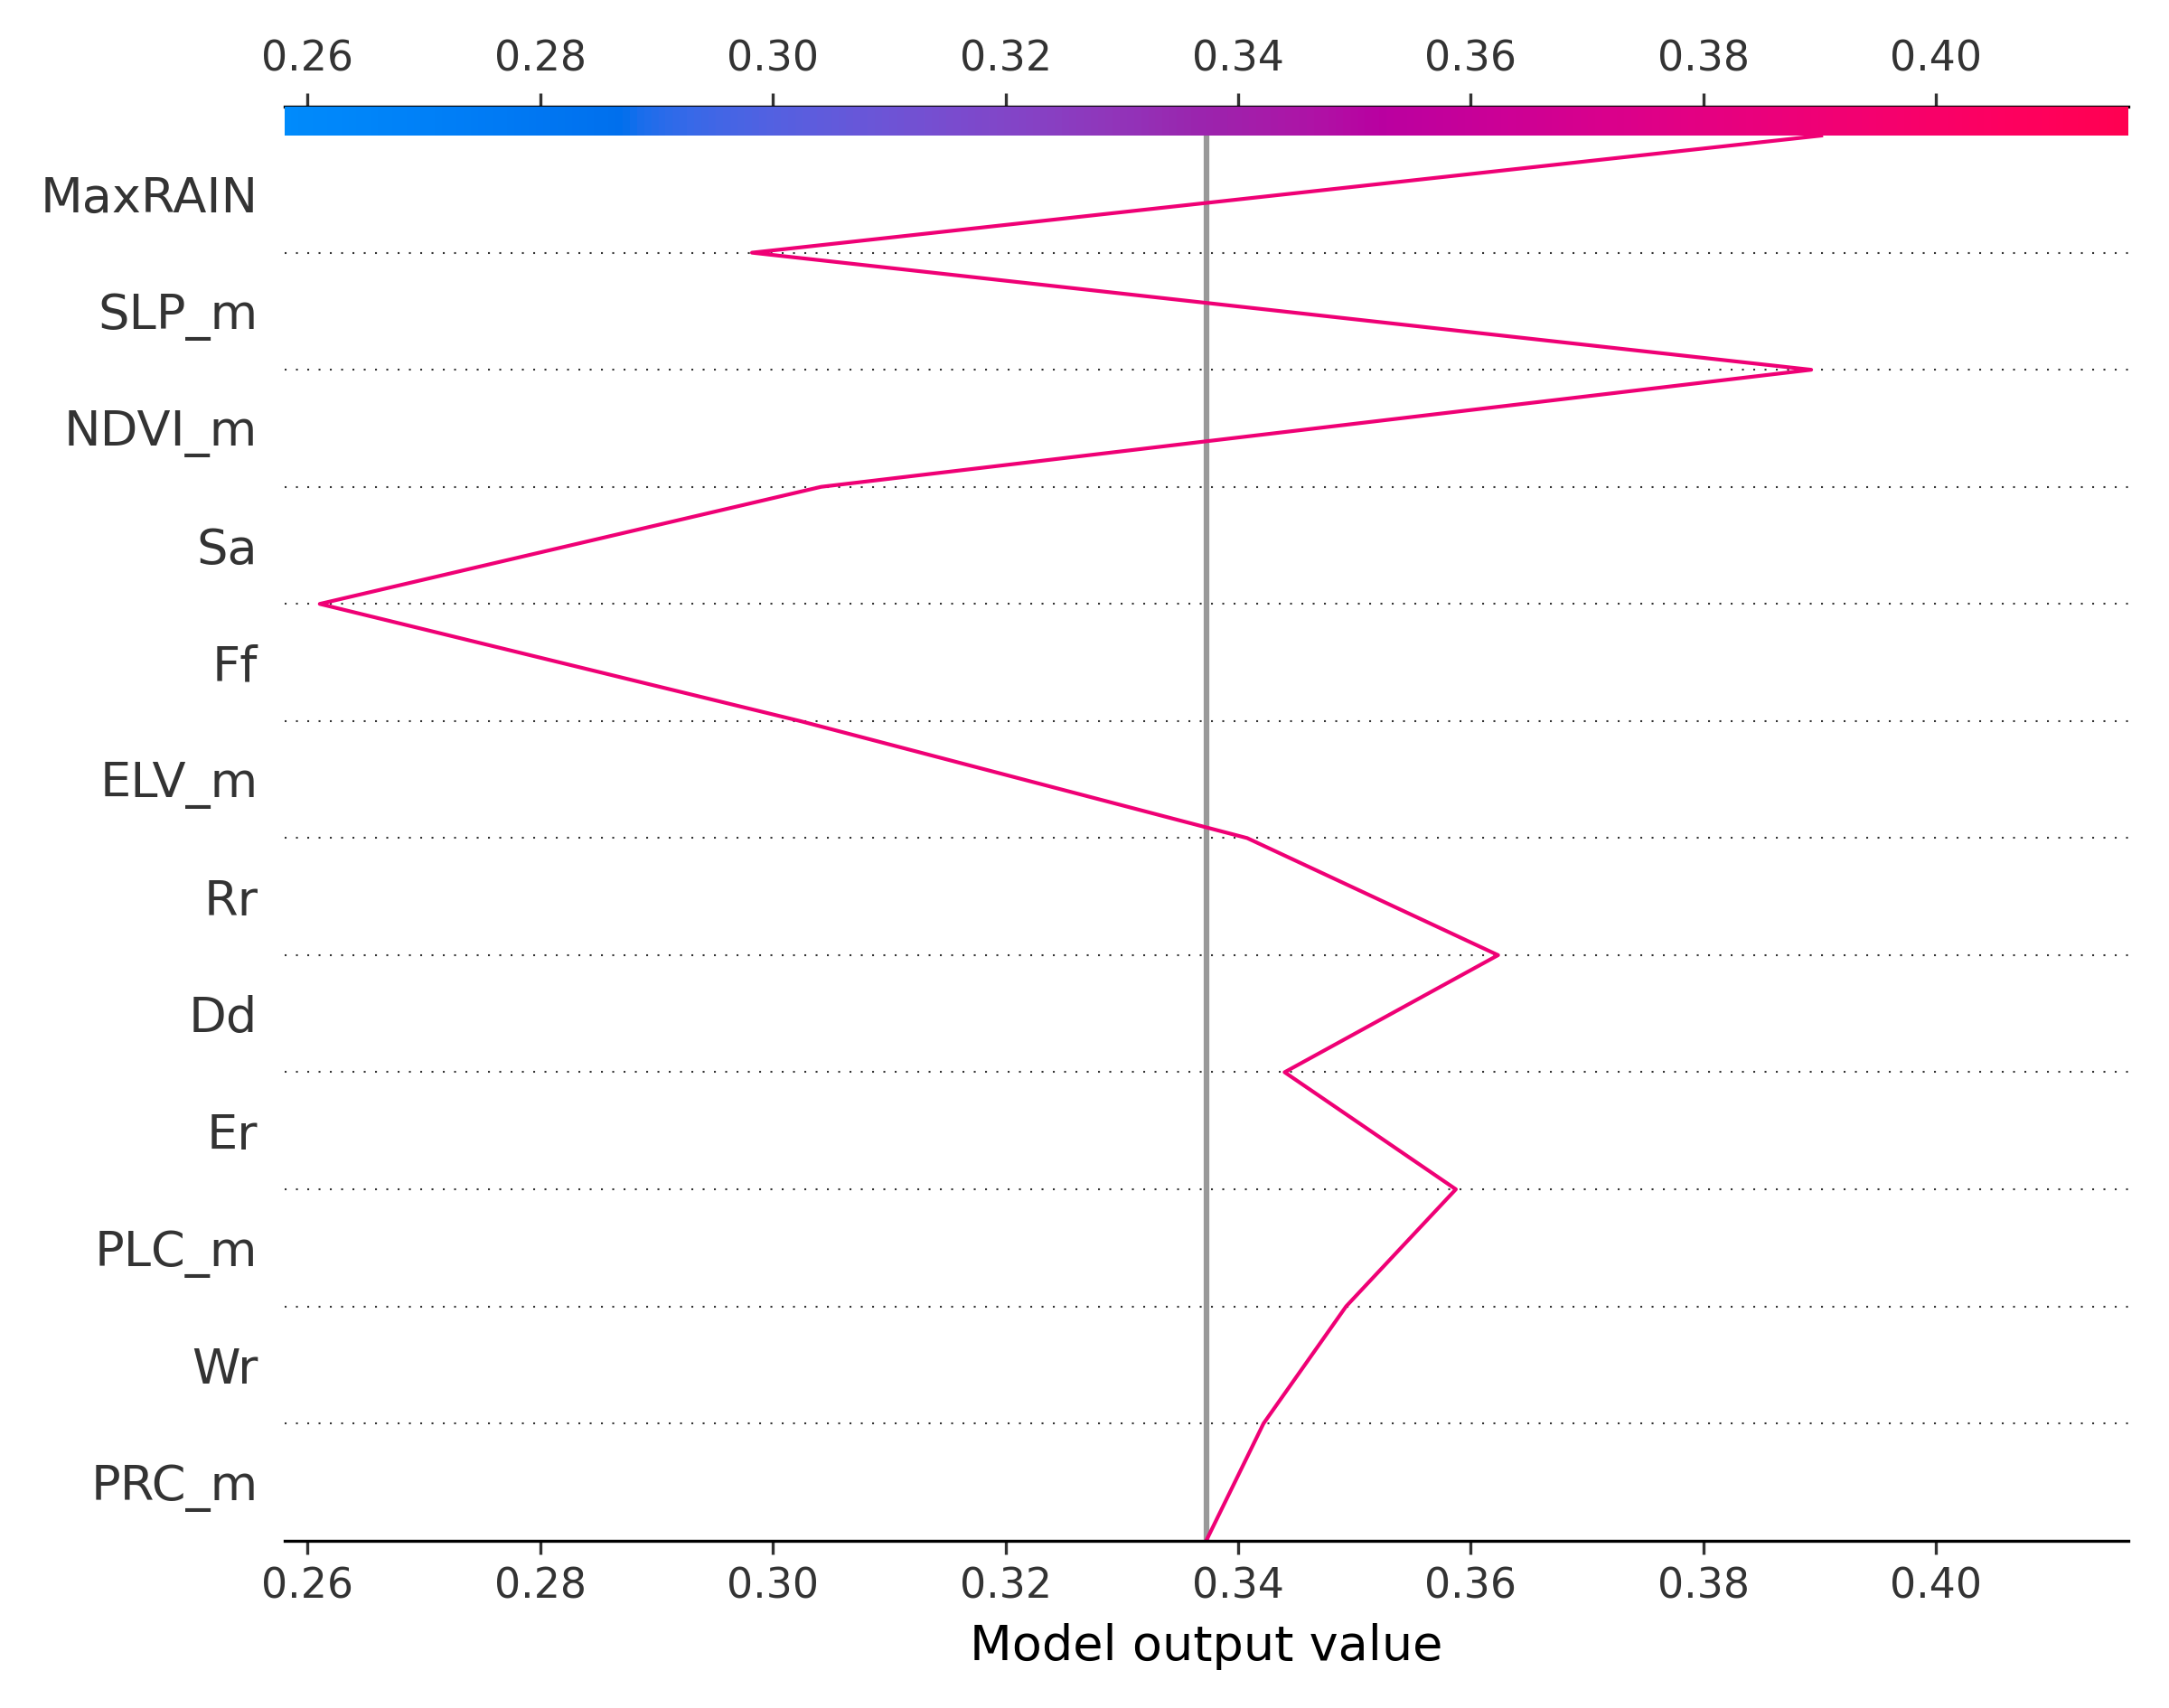 0.26 0.28 0.30 0.32 0.34 0.36 0.38 0.40
MaxRAIN
SLP_m
NDVI_m
Sa
Ff
ELV_m
Rr
Dd
Er
PLC_m
Wr
PRC_m
0.26 0.28 0.30 0.32 0.34 0.36 0.38 0.40
Model output value